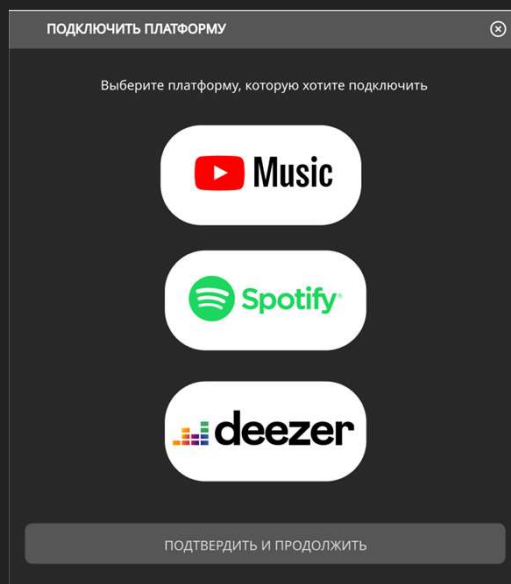 ПОДКЛЮЧИТЬ ПЛАТФОРМУ
Выберите платформу, которую хотите подключить
Music
Spotify
deezer
ПОДТВЕРДИТЬ И ПРОДОЛЖИТЬ